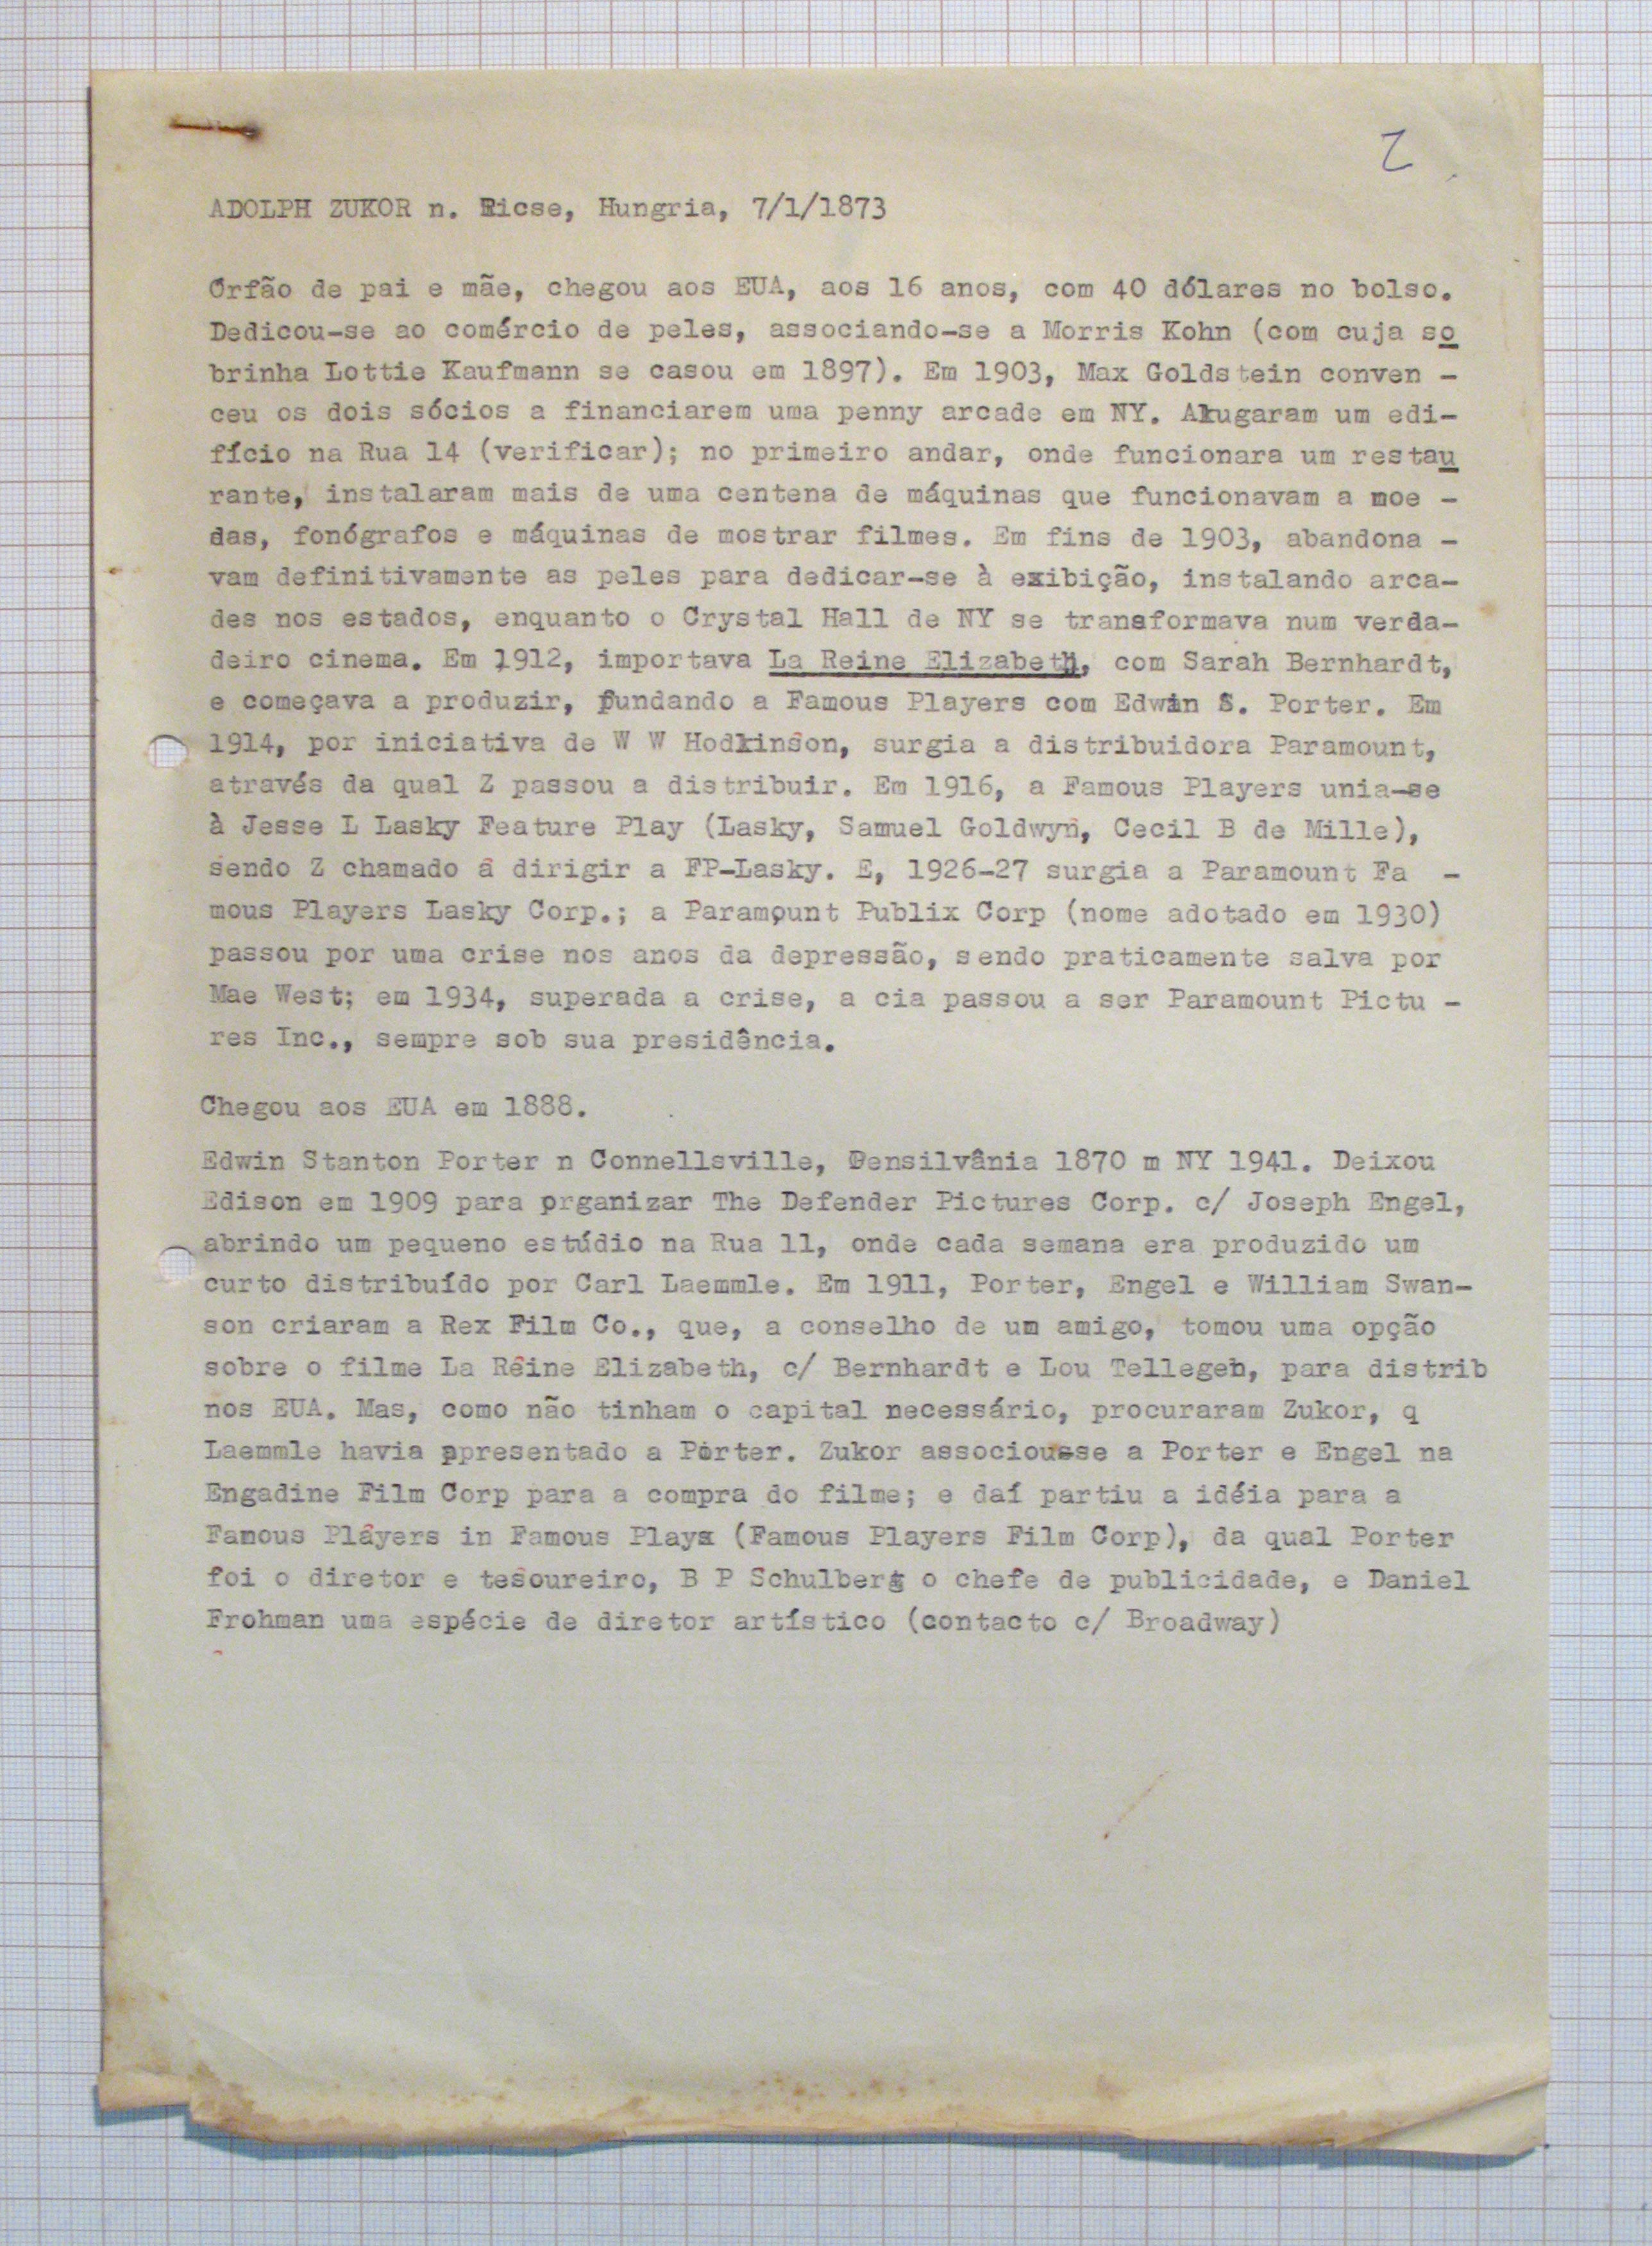 2
ADOLPH ZUKOR n. Ricse, Hungria, 7/1/1873
Órfão de pai e mãe, chegou aos EUA, aos 16 anos, com 40 dólares no bolso.
Dedicou-se ao comércio de peles, associando-se a Morris Kohn (com cuja so
brinha Lottie Kaufmann se casou em 1897). Em 1903, Max Goldstein conven -
ceu os dois sócios a financiarem uma penny arcade em NY. Alugaram um edi-
fício na Rua 14 (verificar); no primeiro andar, onde funcionara um restau
rante, instalaram mais de uma centena de máquinas que funcionavam a moe -
das, fonógrafos e máquinas de mostrar filmes. Em fins de 1903, abandona -
vam definitivamente as peles para dedicar-se à exibição, instalando arca-
des nos estados, enquanto o Crystal Hall de NY se transformava num verda-
deiro cinema. Em 1912, importava La Reine Elizabeth, com Sarah Bernhardt,
e começava a produzir, fundando a Famous Players com Edwin S. Porter. Em
1914, por iniciativa de W W Hodkinson, surgia a distribuidora Paramount,
através da qual Z passou a distribuir. Em 1916, a Famous Players unia-se
à Jesse L Lasky Feature Play (Lasky, Samuel Goldwyn, Cecil B de Mille),
sendo Z chamado a dirigir a FP-Lasky. E, 1926-27 surgia a Paramount Fa -
mous Players Lasky Corp.; a Paramount Publix Corp (nome adotado em 1930)
passou por uma crise nos anos da depressão, sendo praticamente salva por
Mae West; em 1934, superada a crise, a cia passou a ser Paramount Pictu -
res Inc., sempre sob sua presidência.
Chegou aos EUA em 1888.
Edwin Stanton Porter n Connellsville, Pensilvânia 1870 m NY 1941. Deixou
Edison em 1909 para organizar The Defender Pictures Corp. c/ Joseph Engel,
abrindo um pequeno estúdio na Rua 11, onde cada semana era produzido um
curto distribuído por Carl Laemmle. Em 1911, Porter, Engel e William Swan-
son criaram a Rex Film Co., que, a conselho de um amigo, tomou uma opção
sobre o filme La Reine Elizabeth, c/ Bernhardt e Lou Tellegen, para distrib
nos EUA. Mas, como não tinham o capital necessário, procuraram Zukor, q
Laemmle havia apresentado a Porter. Zukor associou-se a Porter e Engel na
Engadine Film Corp para a compra do filme; e daí partiu a idéia para a
Famous Players in Famous Plays (Famous Players Film Corp), da qual Porter
foi o diretor e tesoureiro, B P Schulberg o chefe de publicidade, e Daniel
Frohman uma espécie de diretor artístico (contacto c/ Broadway)